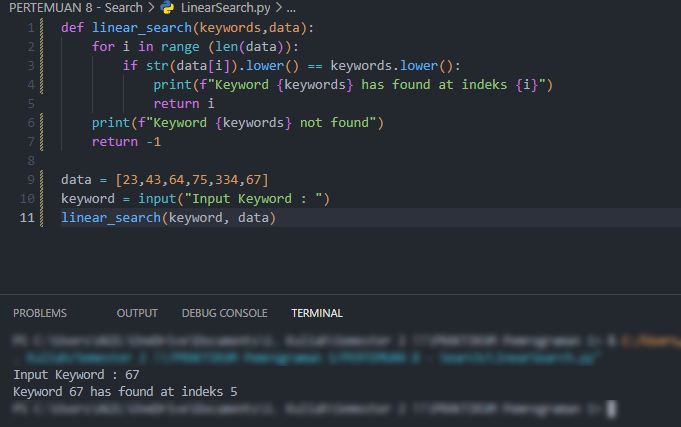 PERTEMUAN 8 - Search > LinearSearch.py > ...
1 def linear_search(keywords,data):
2     for i in range (len(data)):
3         if str(data[i]).lower() == keywords.lower():
4             print(f"Keyword {keywords} has found at indeks {i}")
5             return i
6     print(f"Keyword {keywords} not found")
7     return -1
8
9 data = [23,43,64,75,334,67]
10 keyword = input("Input Keyword : ")
11 linear_search(keyword, data)
PROBLEMS OUTPUT DEBUG CONSOLE TERMINAL
Input Keyword : 67
Keyword 67 has found at indeks 5